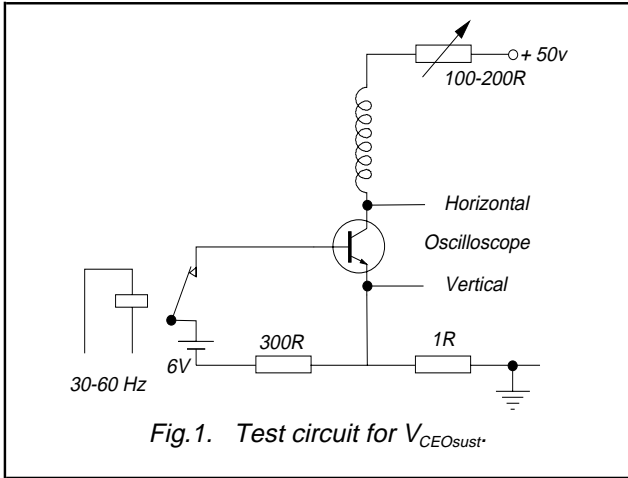 + 50v
100-200R
Horizontal
Oscilloscope
Vertical
300R
1R
6V
30-60 Hz
Fig.1. Test circuit for VCEOsust.